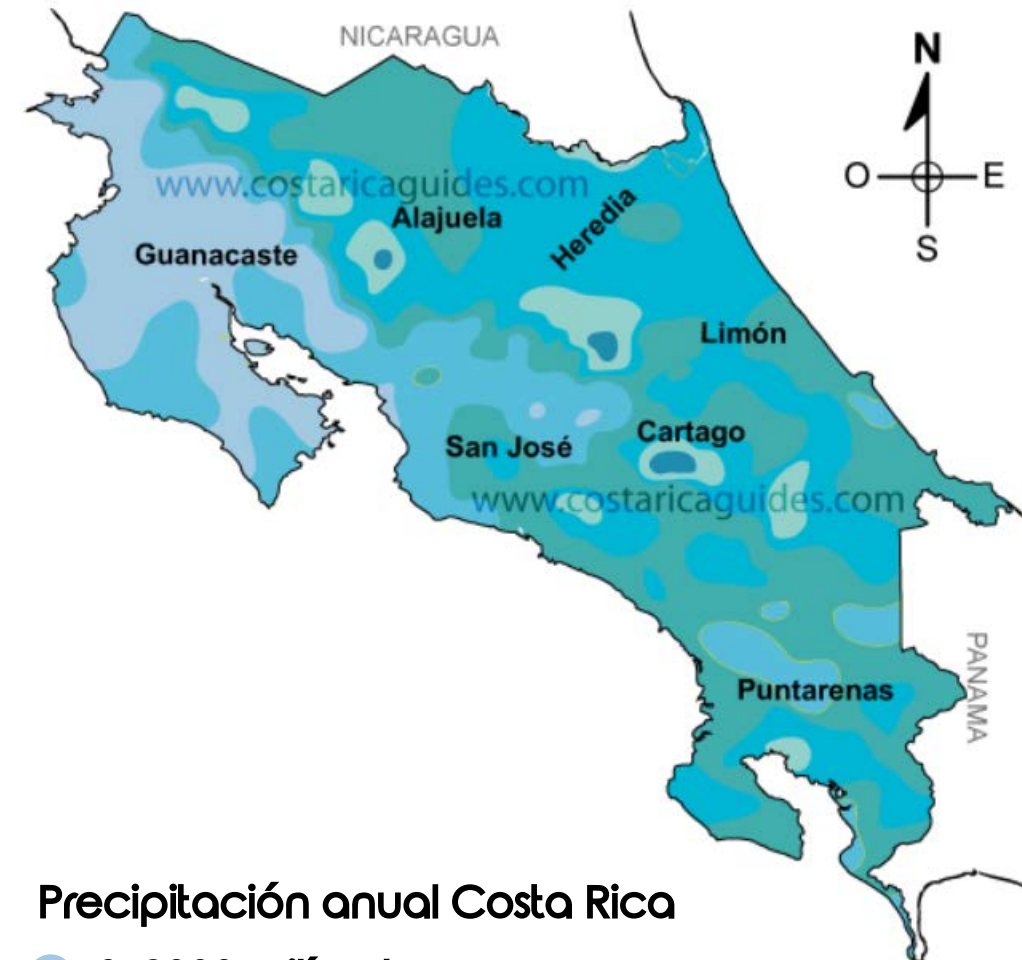 NICARAGUA
N
O
E
S
www.costaricaguides.com
Alajuela
Heredia
Guanacaste
Limón
Cartago
San José
www.costaricaguides.com
PANAMA
Puntarenas
Precipitación anual Costa Rica